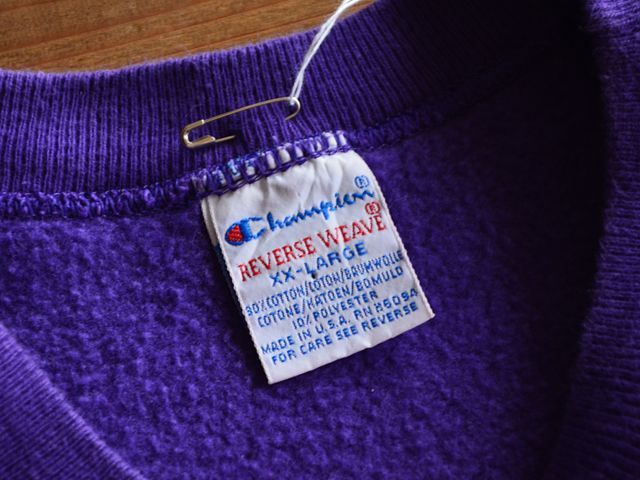 Champion®
REVERSE WEAVE®
XX-LARGE
90% COTTON/COTON/BAUMWOLLE
COTONE/KATOEN/BOMULD
10% POLYESTER
MADE IN U.S.A. RN 26094
FOR CARE SEE REVERSE